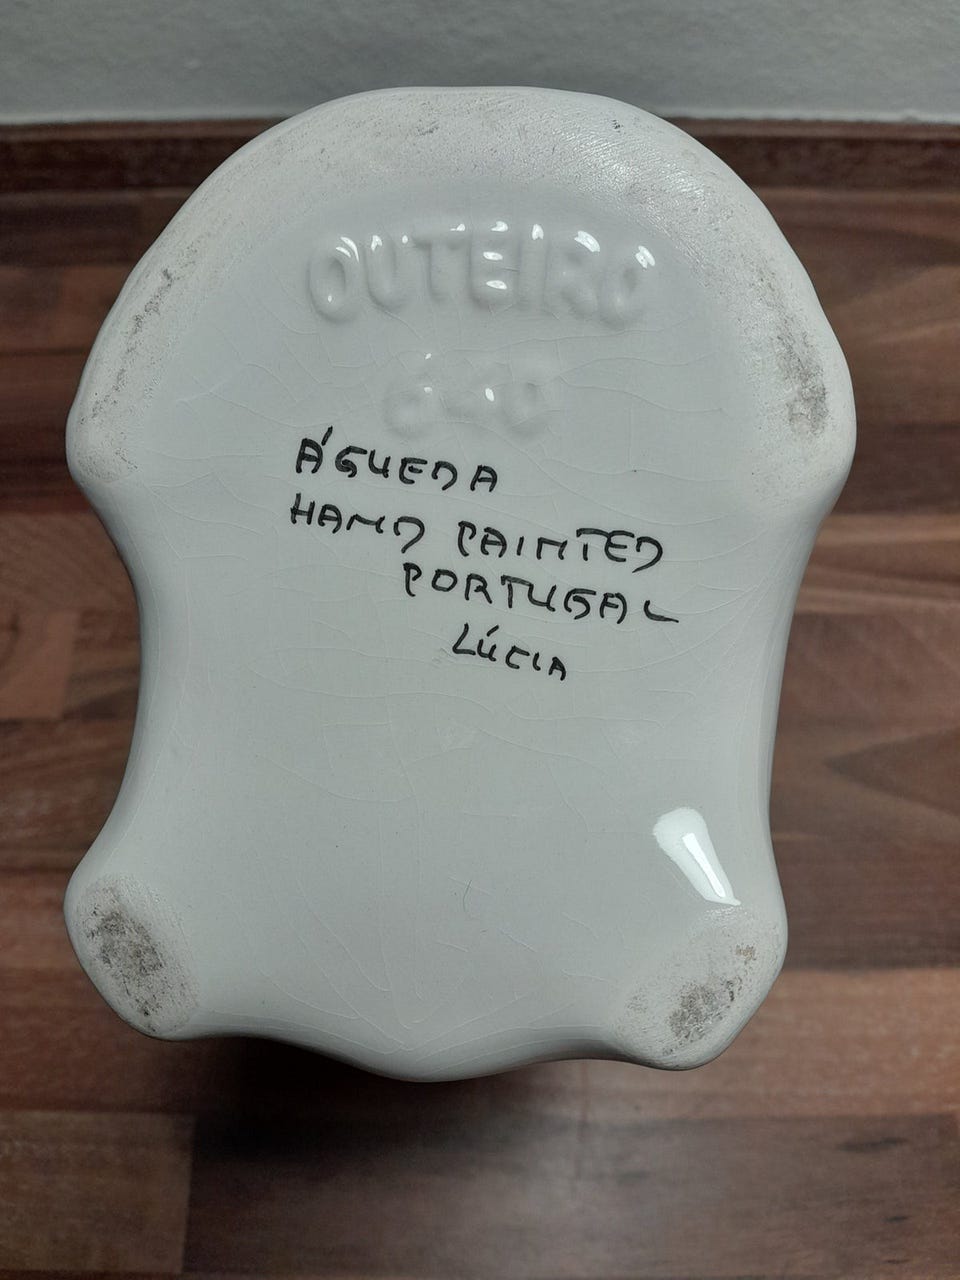 OUTEIRO
ÁGUEDA
HAND PAINTED
PORTUGAL
LÚCIA